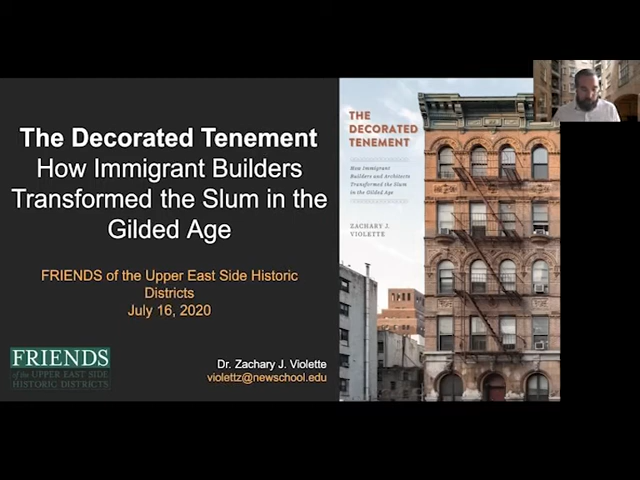 The Decorated Tenement
How Immigrant Builders
Transformed the Slum in the
Gilded Age
FRIENDS of the Upper East Side Historic
Districts
July 16, 2020
FRIENDS
of the UPPER EAST SIDE
HISTORIC DISTRICTS
Dr. Zachary J. Violette
violettz@newschool.edu
THE
DECORATED
TENEMENT
How Immigrant
Builders and Architects
Transformed the Slum
in the Gilded Age
ZACHARY J.
VIOLETTE